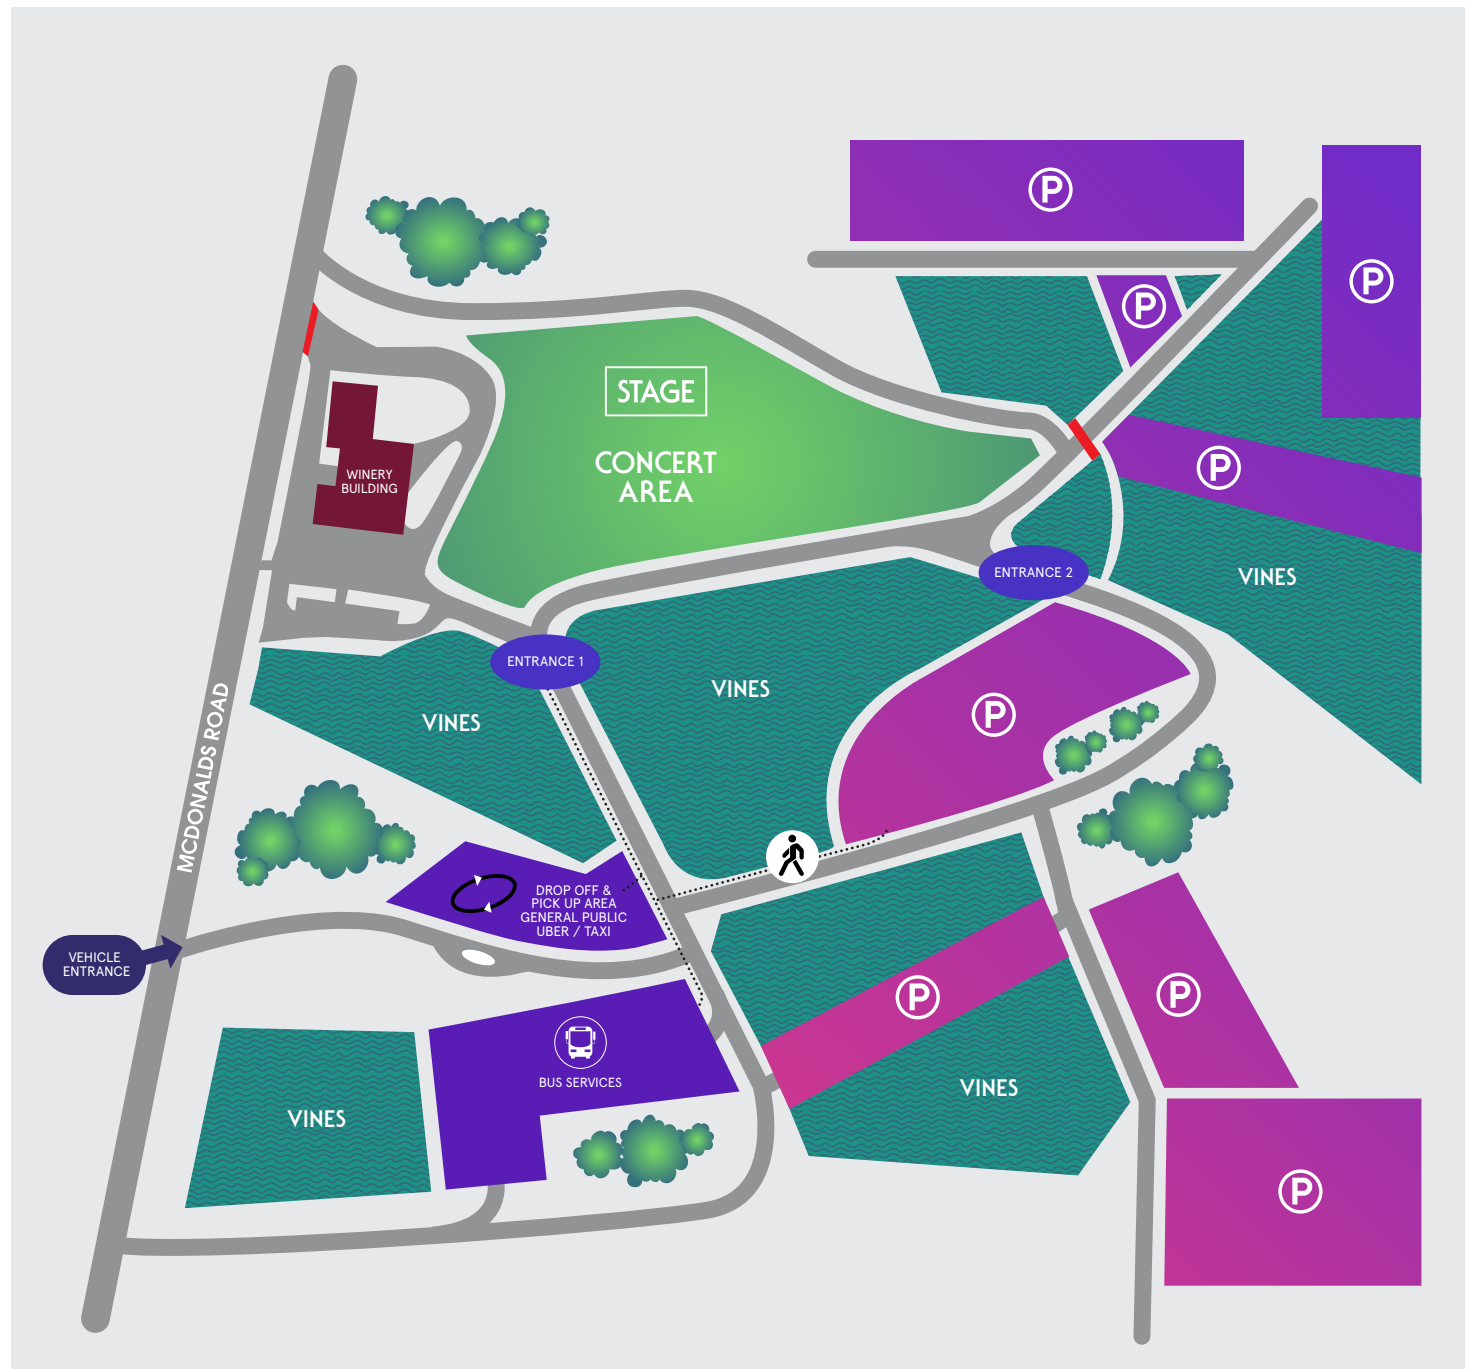 P
P
P
STAGE
CONCERT
AREA
P
WINERY
BUILDING
ENTRANCE 2
VINES
ENTRANCE 1
VINES
VINES
P
MCDONALDS ROAD
DROP OFF &
PICK UP AREA
GENERAL PUBLIC
UBER / TAXI
VEHICLE
ENTRANCE
P
P
BUS SERVICES
VINES
VINES
P